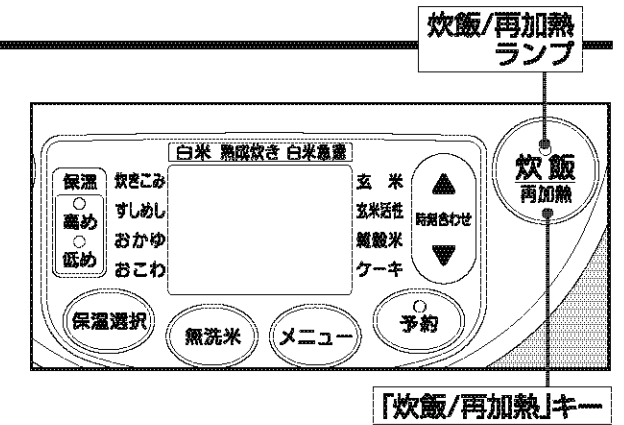 炊飯/再加熱
ランプ
白米 熟成炊き 白米急速
保温
高め
低め
炊きこみ
すしめし
おかゆ
おこわ
玄 米
玄米活性
雑穀米
ケーキ
時刻合わせ
炊 飯
再加熱
保温選択
無洗米
メニュー
予約
「炊飯/再加熱」キー